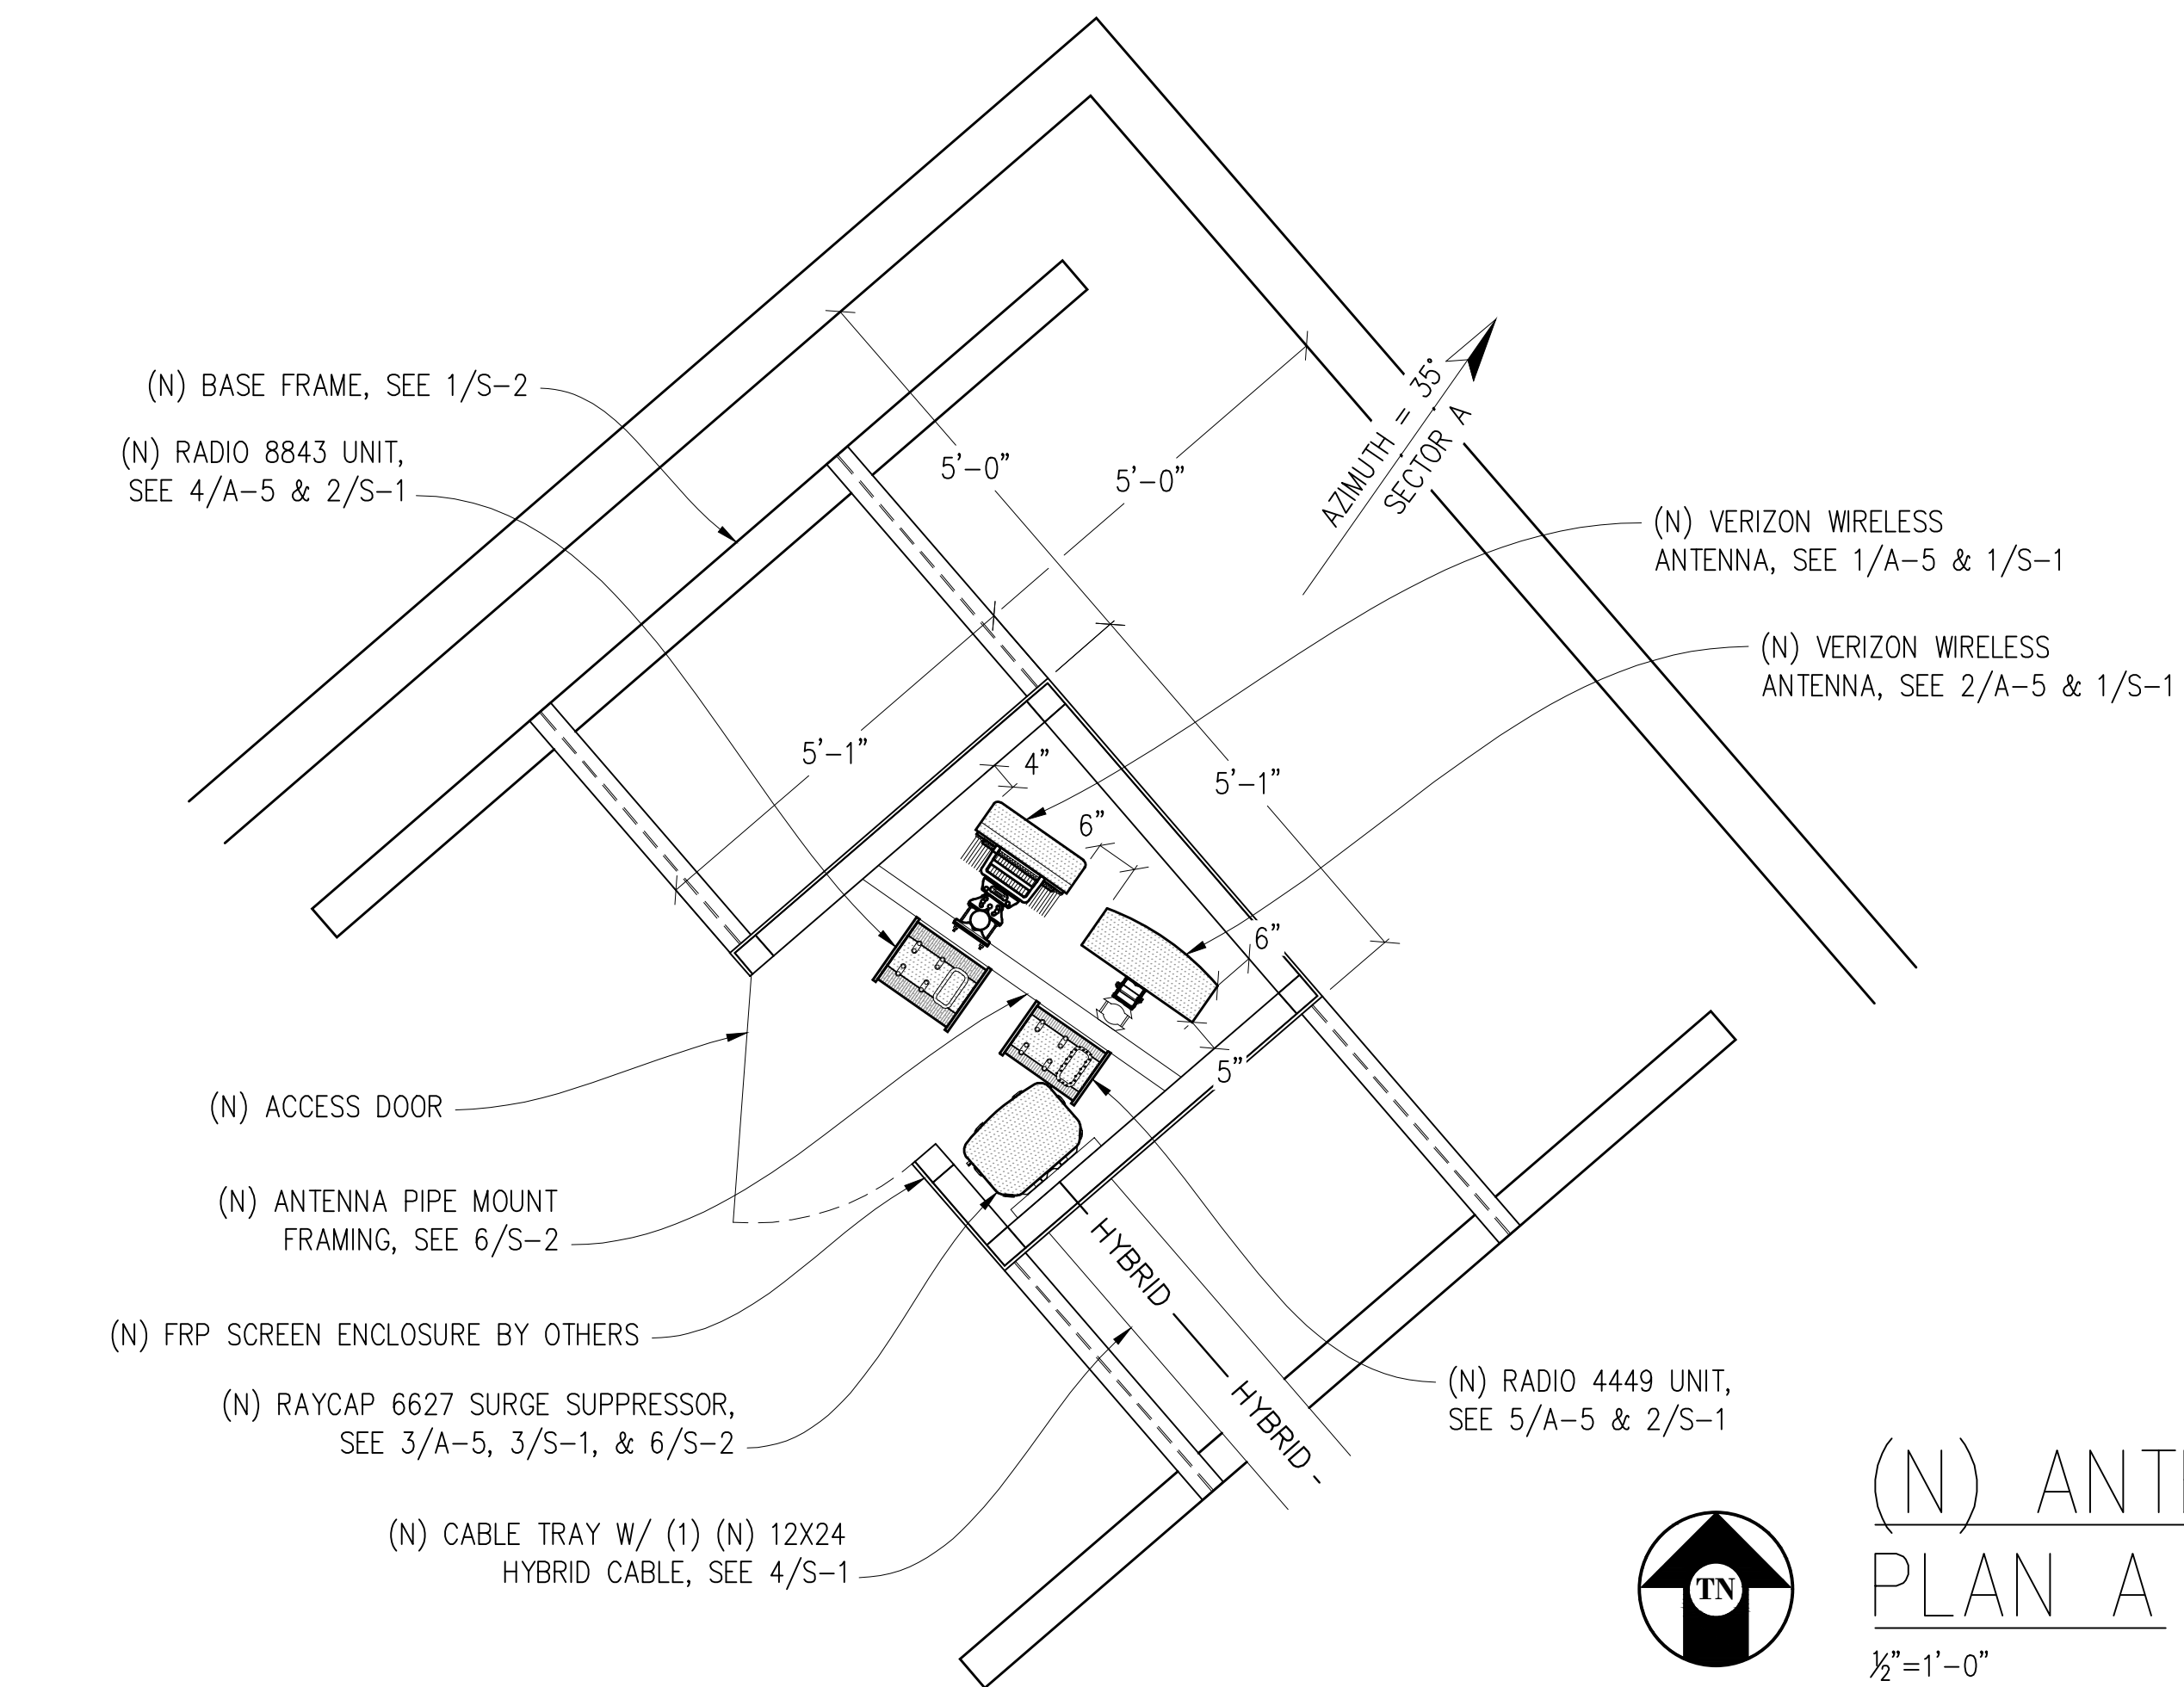 (N) BASE FRAME, SEE 1/S-2
(N) RADIO 8843 UNIT,
SEE 4/A-5 & 2/S-1
5'-0"
5'-0"
AZIMUTH = 35°
SECTOR A
(N) VERIZON WIRELESS
ANTENNA, SEE 1/A-5 & 1/S-1
(N) VERIZON WIRELESS
ANTENNA, SEE 2/A-5 & 1/S-1
5'-1"
4"
5'-1"
6"
6"
5"
(N) ACCESS DOOR
(N) ANTENNA PIPE MOUNT
FRAMING, SEE 6/S-2
(N) FRP SCREEN ENCLOSURE BY OTHERS
(N) RAYCAP 6627 SURGE SUPPRESSOR,
SEE 3/A-5, 3/S-1, & 6/S-2
(N) CABLE TRAY W/ (1) (N) 12X24
HYBRID CABLE, SEE 4/S-1
HYBRID
HYBRID
(N) RADIO 4449 UNIT,
SEE 5/A-5 & 2/S-1
TN
(N)
PLAN A
½"=1'-0"